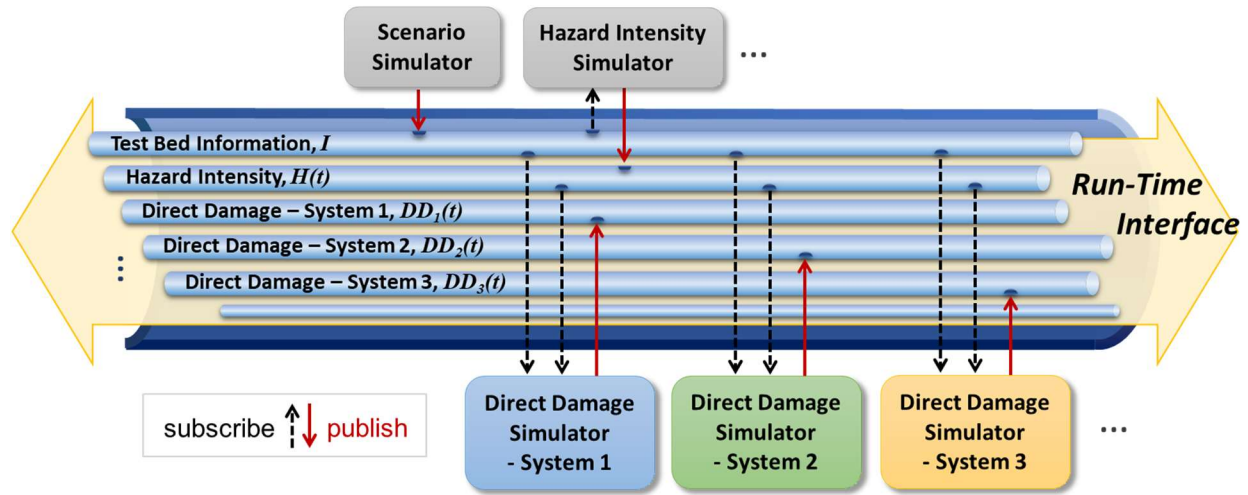 Scenario
Simulator
Hazard Intensity
Simulator
...
Test Bed Information, I
Hazard Intensity, H(t)
Direct Damage – System 1, DD₁(t)
Direct Damage – System 2, DD₂(t)
Direct Damage – System 3, DD₃(t)
⋮
Run-Time
Interface
subscribe publish
Direct Damage
Simulator
- System 1
Direct Damage
Simulator
- System 2
Direct Damage
Simulator
- System 3
...